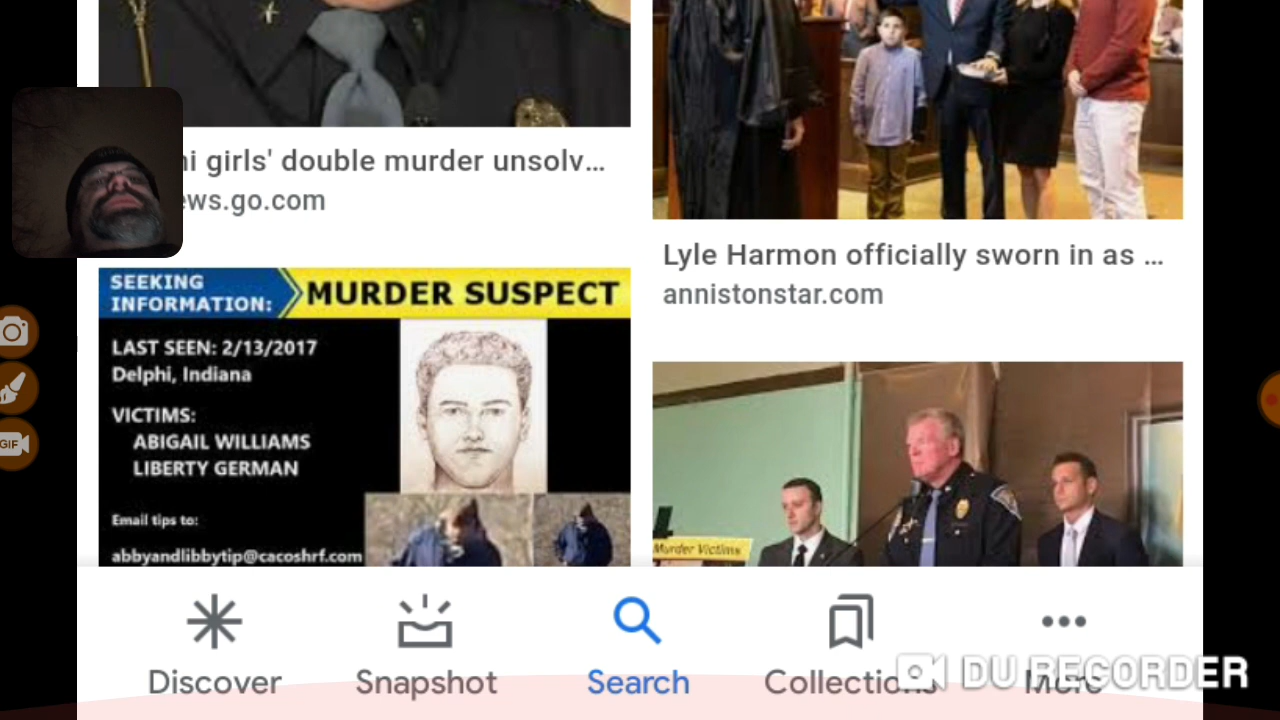 i girls' double murder unsolv...
ews.go.com
Lyle Harmon officially sworn in as ...
annistonstar.com
SEEKING
INFORMATION:
MURDER SUSPECT
LAST SEEN: 2/13/2017
Delphi, Indiana
VICTIMS:
ABIGAIL WILLIAMS
LIBERTY GERMAN
Email tips to:
abbyandlibbytip@cacoshrf.com
Murder Victims
GIF
Discover
Snapshot
Search
Collections
More
DU RECORDER